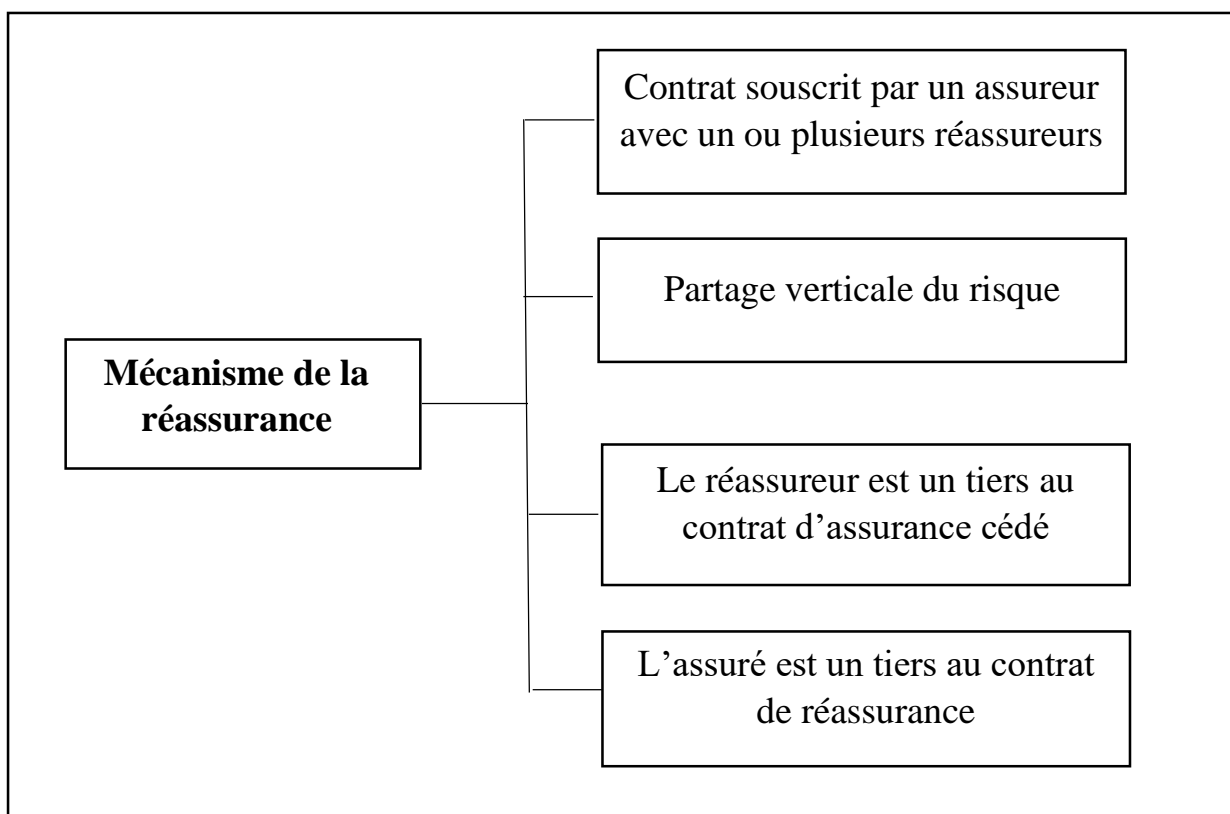 Contrat souscrit par un assureur
avec un ou plusieurs réassureurs
Partage verticale du risque
Mécanisme de la
réassurance
Le réassureur est un tiers au
contrat d’assurance cédé
L’assuré est un tiers au contrat
de réassurance